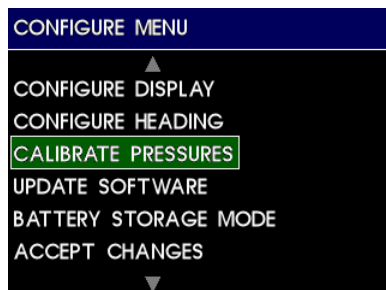 CONFIGURE MENU
CONFIGURE DISPLAY
CONFIGURE HEADING
CALIBRATE PRESSURES
UPDATE SOFTWARE
BATTERY STORAGE MODE
ACCEPT CHANGES